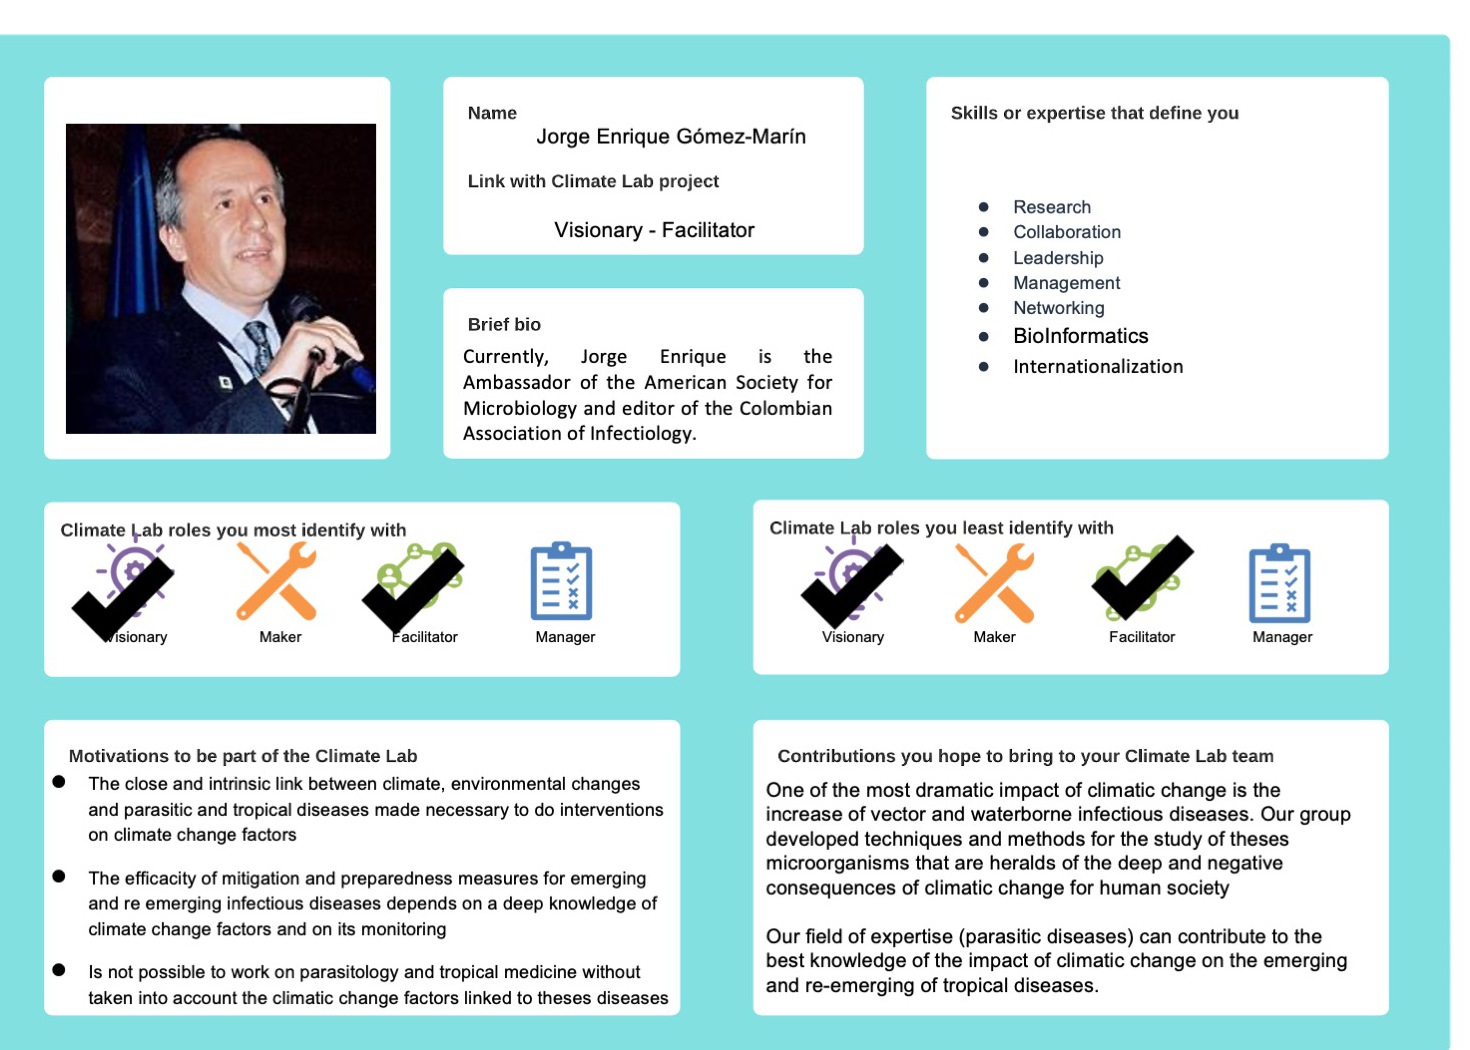 Name
Jorge Enrique Gómez-Marín
Link with Climate Lab project
Visionary - Facilitator
Skills or expertise that define you
Research
Collaboration
Leadership
Management
Networking
BioInformatics
Internationalization
Brief bio
Currently, Jorge Enrique is the
Ambassador of the American Society for
Microbiology and editor of the Colombian
Association of Infectiology.
Climate Lab roles you most identify with
Visionary
Maker
Facilitator
Manager
Climate Lab roles you least identify with
Visionary
Maker
Facilitator
Manager
Motivations to be part of the Climate Lab
The close and intrinsic link between climate, environmental changes
and parasitic and tropical diseases made necessary to do interventions
on climate change factors
The efficacy of mitigation and preparedness measures for emerging
and re emerging infectious diseases depends on a deep knowledge of
climate change factors and on its monitoring
Is not possible to work on parasitology and tropical medicine without
taken into account the climatic change factors linked to theses diseases
Contributions you hope to bring to your Climate Lab team
One of the most dramatic impact of climatic change is the
increase of vector and waterborne infectious diseases. Our group
developed techniques and methods for the study of theses
microorganisms that are heralds of the deep and negative
consequences of climatic change for human society
Our field of expertise (parasitic diseases) can contribute to the
best knowledge of the impact of climatic change on the emerging
and re-emerging of tropical diseases.